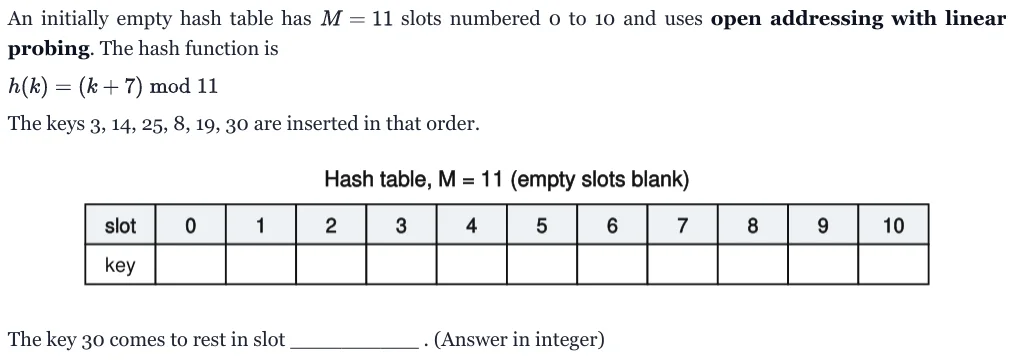 An initially empty hash table has M = 11 slots numbered 0 to 10 and uses open addressing with linear
probing. The hash function is
h(k) = (k + 7) mod 11
The keys 3, 14, 25, 8, 19, 30 are inserted in that order.
Hash table, M = 11 (empty slots blank)
slot 0 1 2 3 4 5 6 7 8 9 10
key
The key 30 comes to rest in slot ____________ . (Answer in integer)